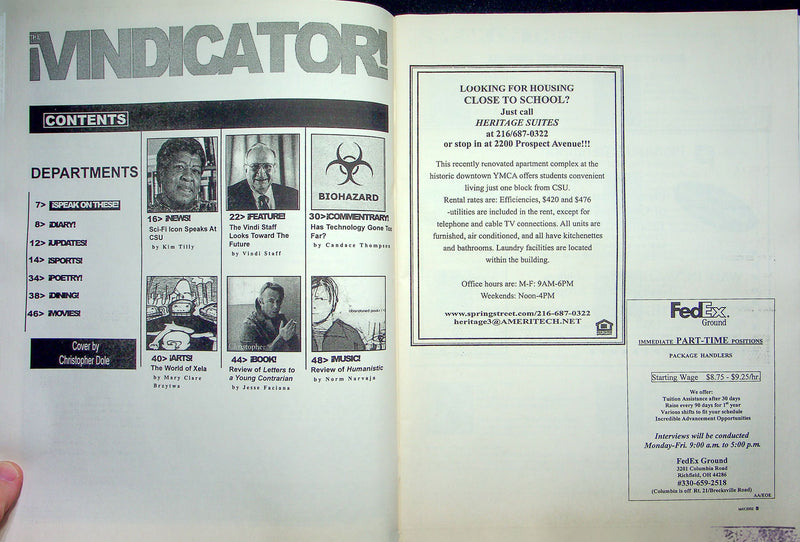 THE
¡VINDICATOR!
CONTENTS
DEPARTMENTS
7> ¡SPEAK ON THESE!
8> ¡DIARY!
12> ¡UPDATES!
14> ¡SPORTS!
34> ¡POETRY!
38> ¡DINING!
46> ¡MOVIES!
Cover by
Christopher Dole
16> ¡NEWS!
Sci-Fi Icon Speaks At
CSU
by Kim Tilly
22> ¡FEATURE!
The Vindi Staff
Looks Toward The
Future
by Vindi Staff
BIOHAZARD
30> ¡COMMENTRARY!
Has Technology Gone Too
Far?
by Candace Thompson
40> ¡ARTS!
The World of Xela
by Mary Clare
Brzytwa
Christopher
44> ¡BOOK!
Review of Letters to
a Young Contrarian
by Jesse Faciana
48> ¡MUSIC!
Review of Humanistic
by Norm Narvaja
LOOKING FOR HOUSING
CLOSE TO SCHOOL?
Just call
HERITAGE SUITES
at 216/687-0322
or stop in at 2200 Prospect Avenue!!!
This recently renovated apartment complex at the
historic downtown YMCA offers students convenient
living just one block from CSU.
Rental rates are: Efficiencies, $420 and $476
-utilities are included in the rent, except for
telephone and cable TV connections. All units are
furnished, air conditioned, and all have kitchenettes
and bathrooms. Laundry facilities are located
within the building.
Office hours are: M-F: 9AM-6PM
Weekends: Noon-4PM
www.springstreet.com/216-687-0322
heritage3@AMERITECH.NET
FedEx.
Ground
IMMEDIATE PART-TIME POSITIONS
PACKAGE HANDLERS
Starting Wage $8.75 - $9.25/hr.
We offer:
Tuition Assistance after 30 days
Raise every 90 days for 1st year
Various shifts to fit your schedule
Incredible Advancement Opportunities
Interviews will be conducted
Monday-Fri. 9:00 a.m. to 5:00 p.m.
FedEx Ground
3201 Columbia Road
Richfield, OH 44286
#330-659-2518
(Columbia is off Rt. 21/Brecksville Road)
AA/EOE
MAY 2002